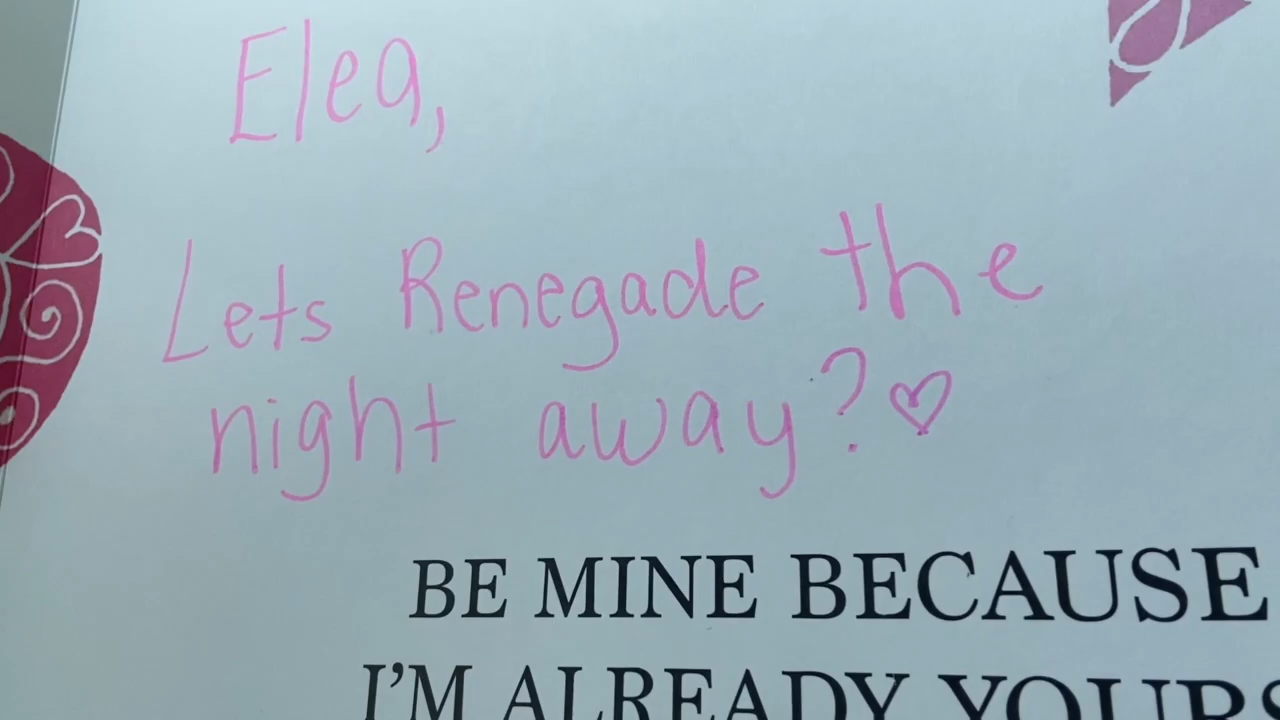 Elea,
Lets Renegade the
night away?♡
BE MINE BECAUSE
I'M ALREADY YOURS